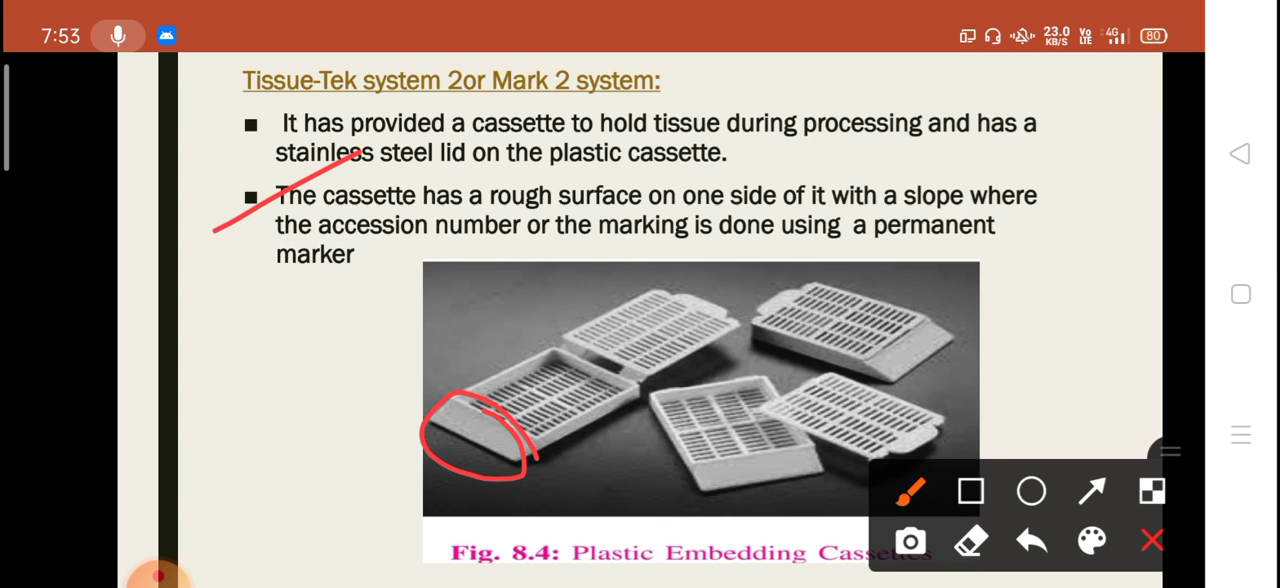 7:53
23.0
KB/S
Vo
LTE
4G
80
Tissue-Tek system 2or Mark 2 system:
■ It has provided a cassette to hold tissue during processing and has a
stainless steel lid on the plastic cassette.
■ The cassette has a rough surface on one side of it with a slope where
the accession number or the marking is done using a permanent
marker
Fig. 8.4: Plastic Embedding Cassettes